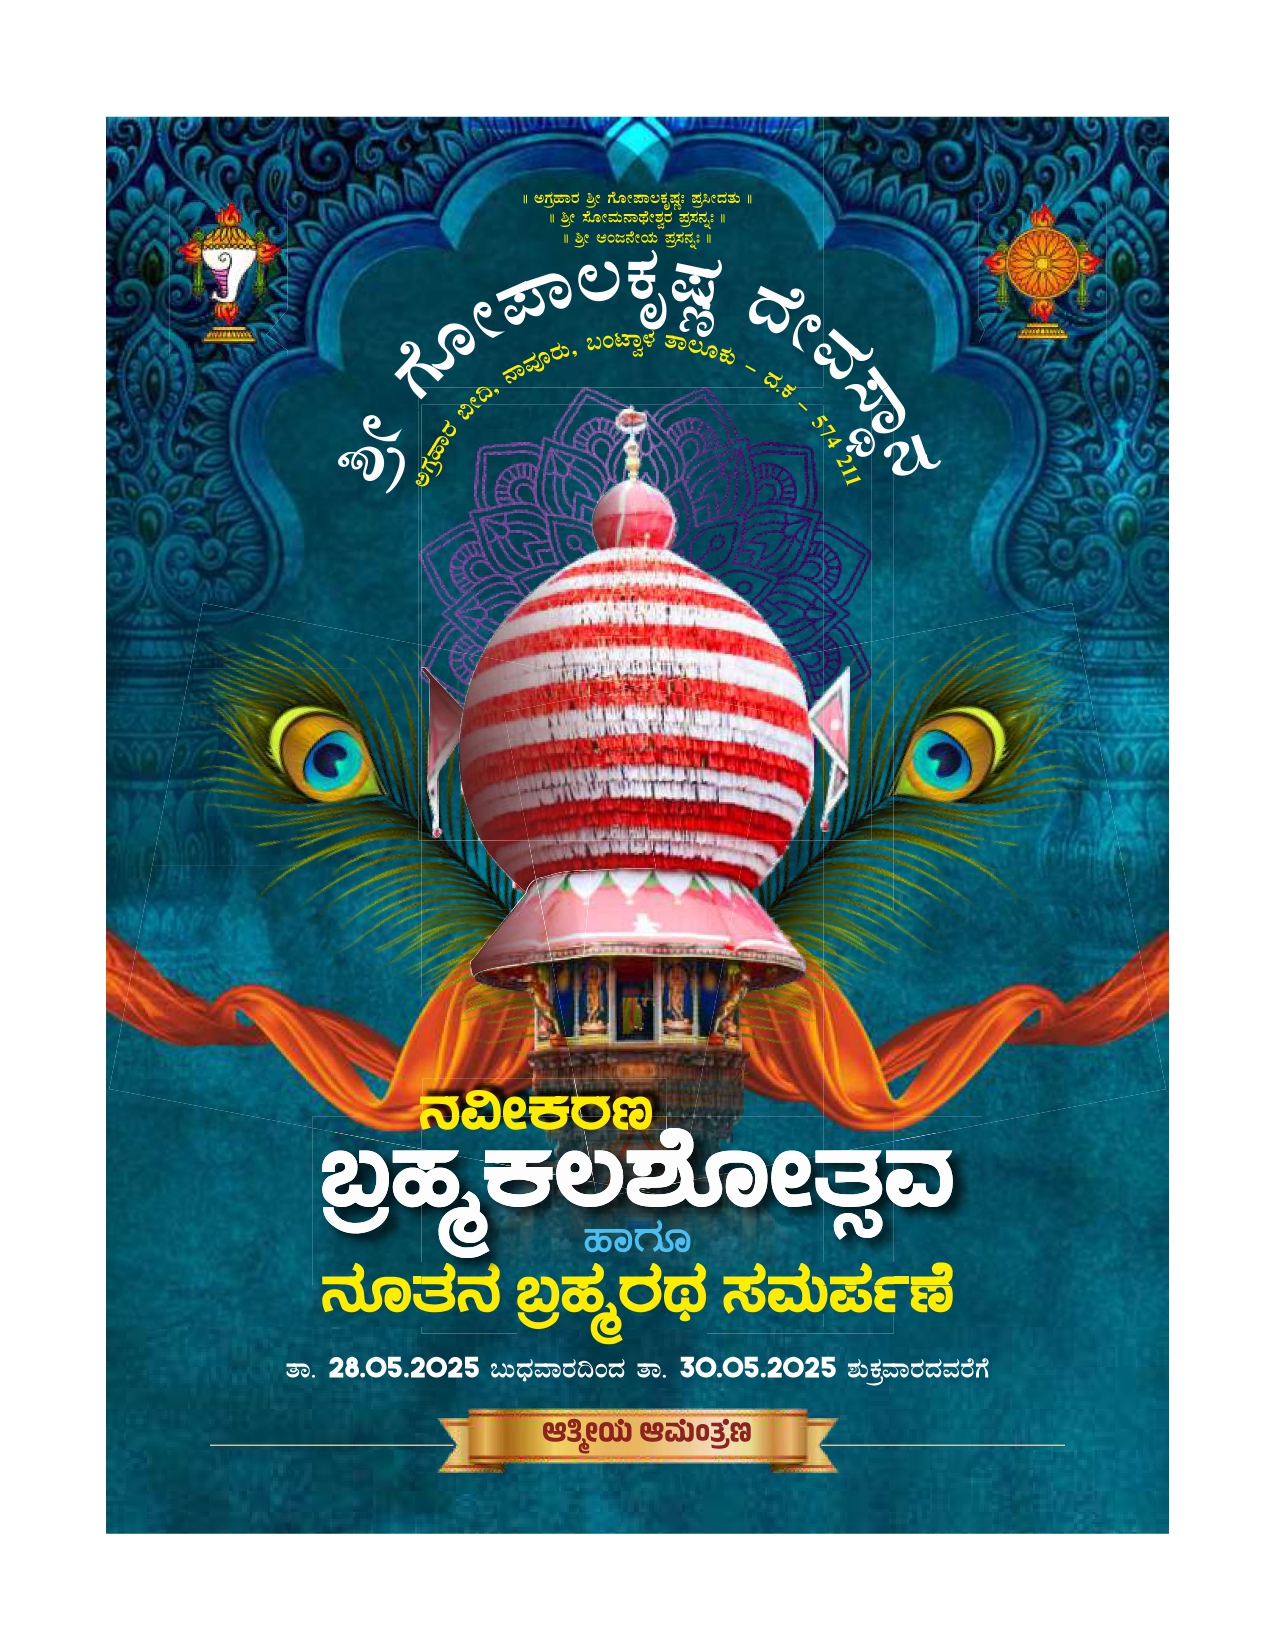 ॥ ಅಗ್ರಹಾರ ಶ್ರೀ ಗೋಪಾಲಕೃಷ್ಣಃ ಪ್ರಸೀದತು ॥
॥ ಶ್ರೀ ಸೋಮನಾಥೇಶ್ವರ ಪ್ರಸನ್ನಃ ॥
॥ ಶ್ರೀ ಆಂಜನೇಯ ಪ್ರಸನ್ನಃ ॥
ಶ್ರೀ ಗೋಪಾಲಕೃಷ್ಣ ದೇವಸ್ಥಾನ
ಅಗ್ರಹಾರ ಬೀದಿ, ನಾವೂರು, ಬಂಟ್ವಾಳ ತಾಲೂಕು – ದ.ಕ – 574 211
ನವೀಕರಣ
ಬ್ರಹ್ಮಕಲಶೋತ್ಸವ
ಹಾಗೂ
ನೂತನ ಬ್ರಹ್ಮರಥ ಸಮರ್ಪಣೆ
ತಾ. 28.05.2025 ಬುಧವಾರದಿಂದ ತಾ. 30.05.2025 ಶುಕ್ರವಾರದವರೆಗೆ
ಆತ್ಮೀಯ ಆಮಂತ್ರಣ